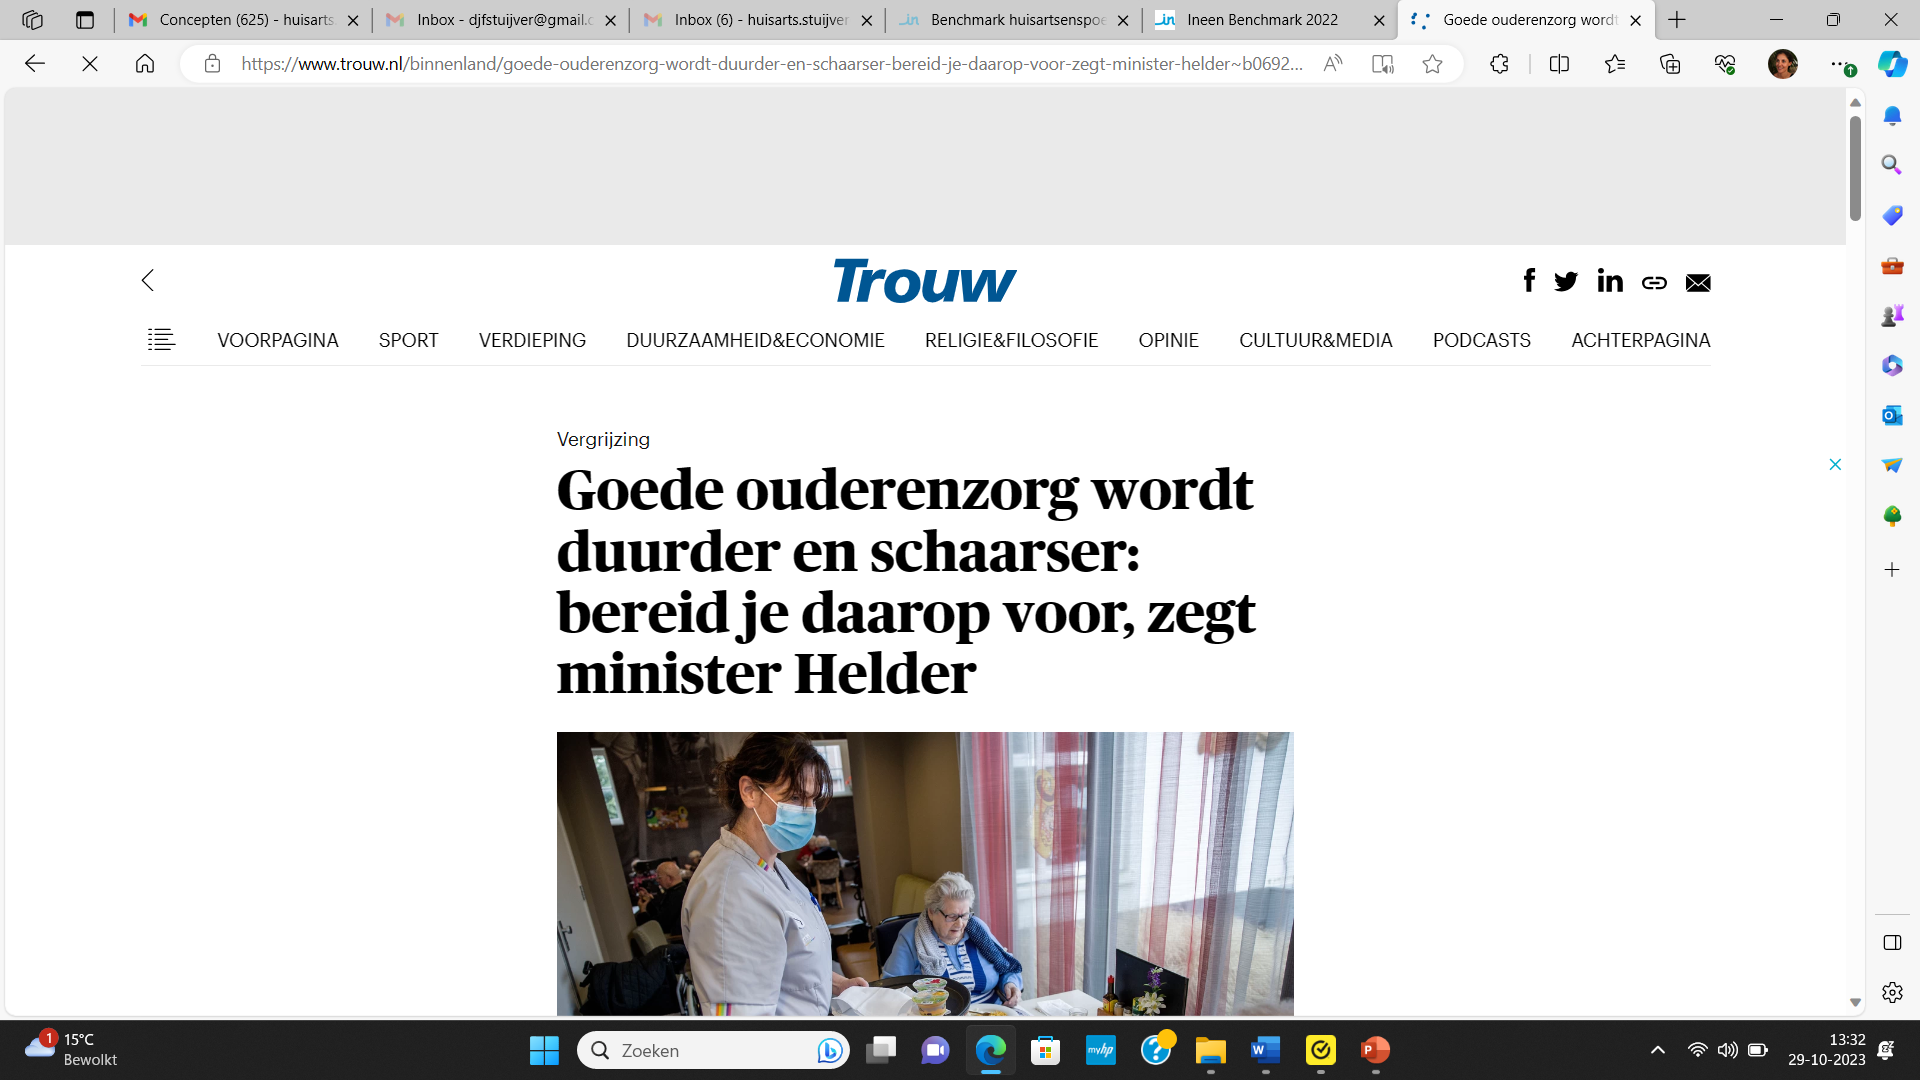 Concepten (625) - huisarts
Inbox - djfstuijver@gmail.c
Inbox (6) - huisarts.stuijver
Benchmark huisartsenspoe
Ineen Benchmark 2022
Goede ouderenzorg wordt
https://www.trouw.nl/binnenland/goede-ouderenzorg-wordt-duurder-en-schaarser-bereid-je-daarop-voor-zegt-minister-helder~b0692...
Trouw
VOORPAGINA SPORT VERDIEPING DUURZAAMHEID&ECONOMIE RELIGIE&FILOSOFIE OPINIE CULTUUR&MEDIA PODCASTS ACHTERPAGINA
Vergrijzing
Goede ouderenzorg wordt
duurder en schaarser:
bereid je daarop voor, zegt
minister Helder
1
15°C
Bewolkt
Zoeken
myhp
13:32
29-10-2023